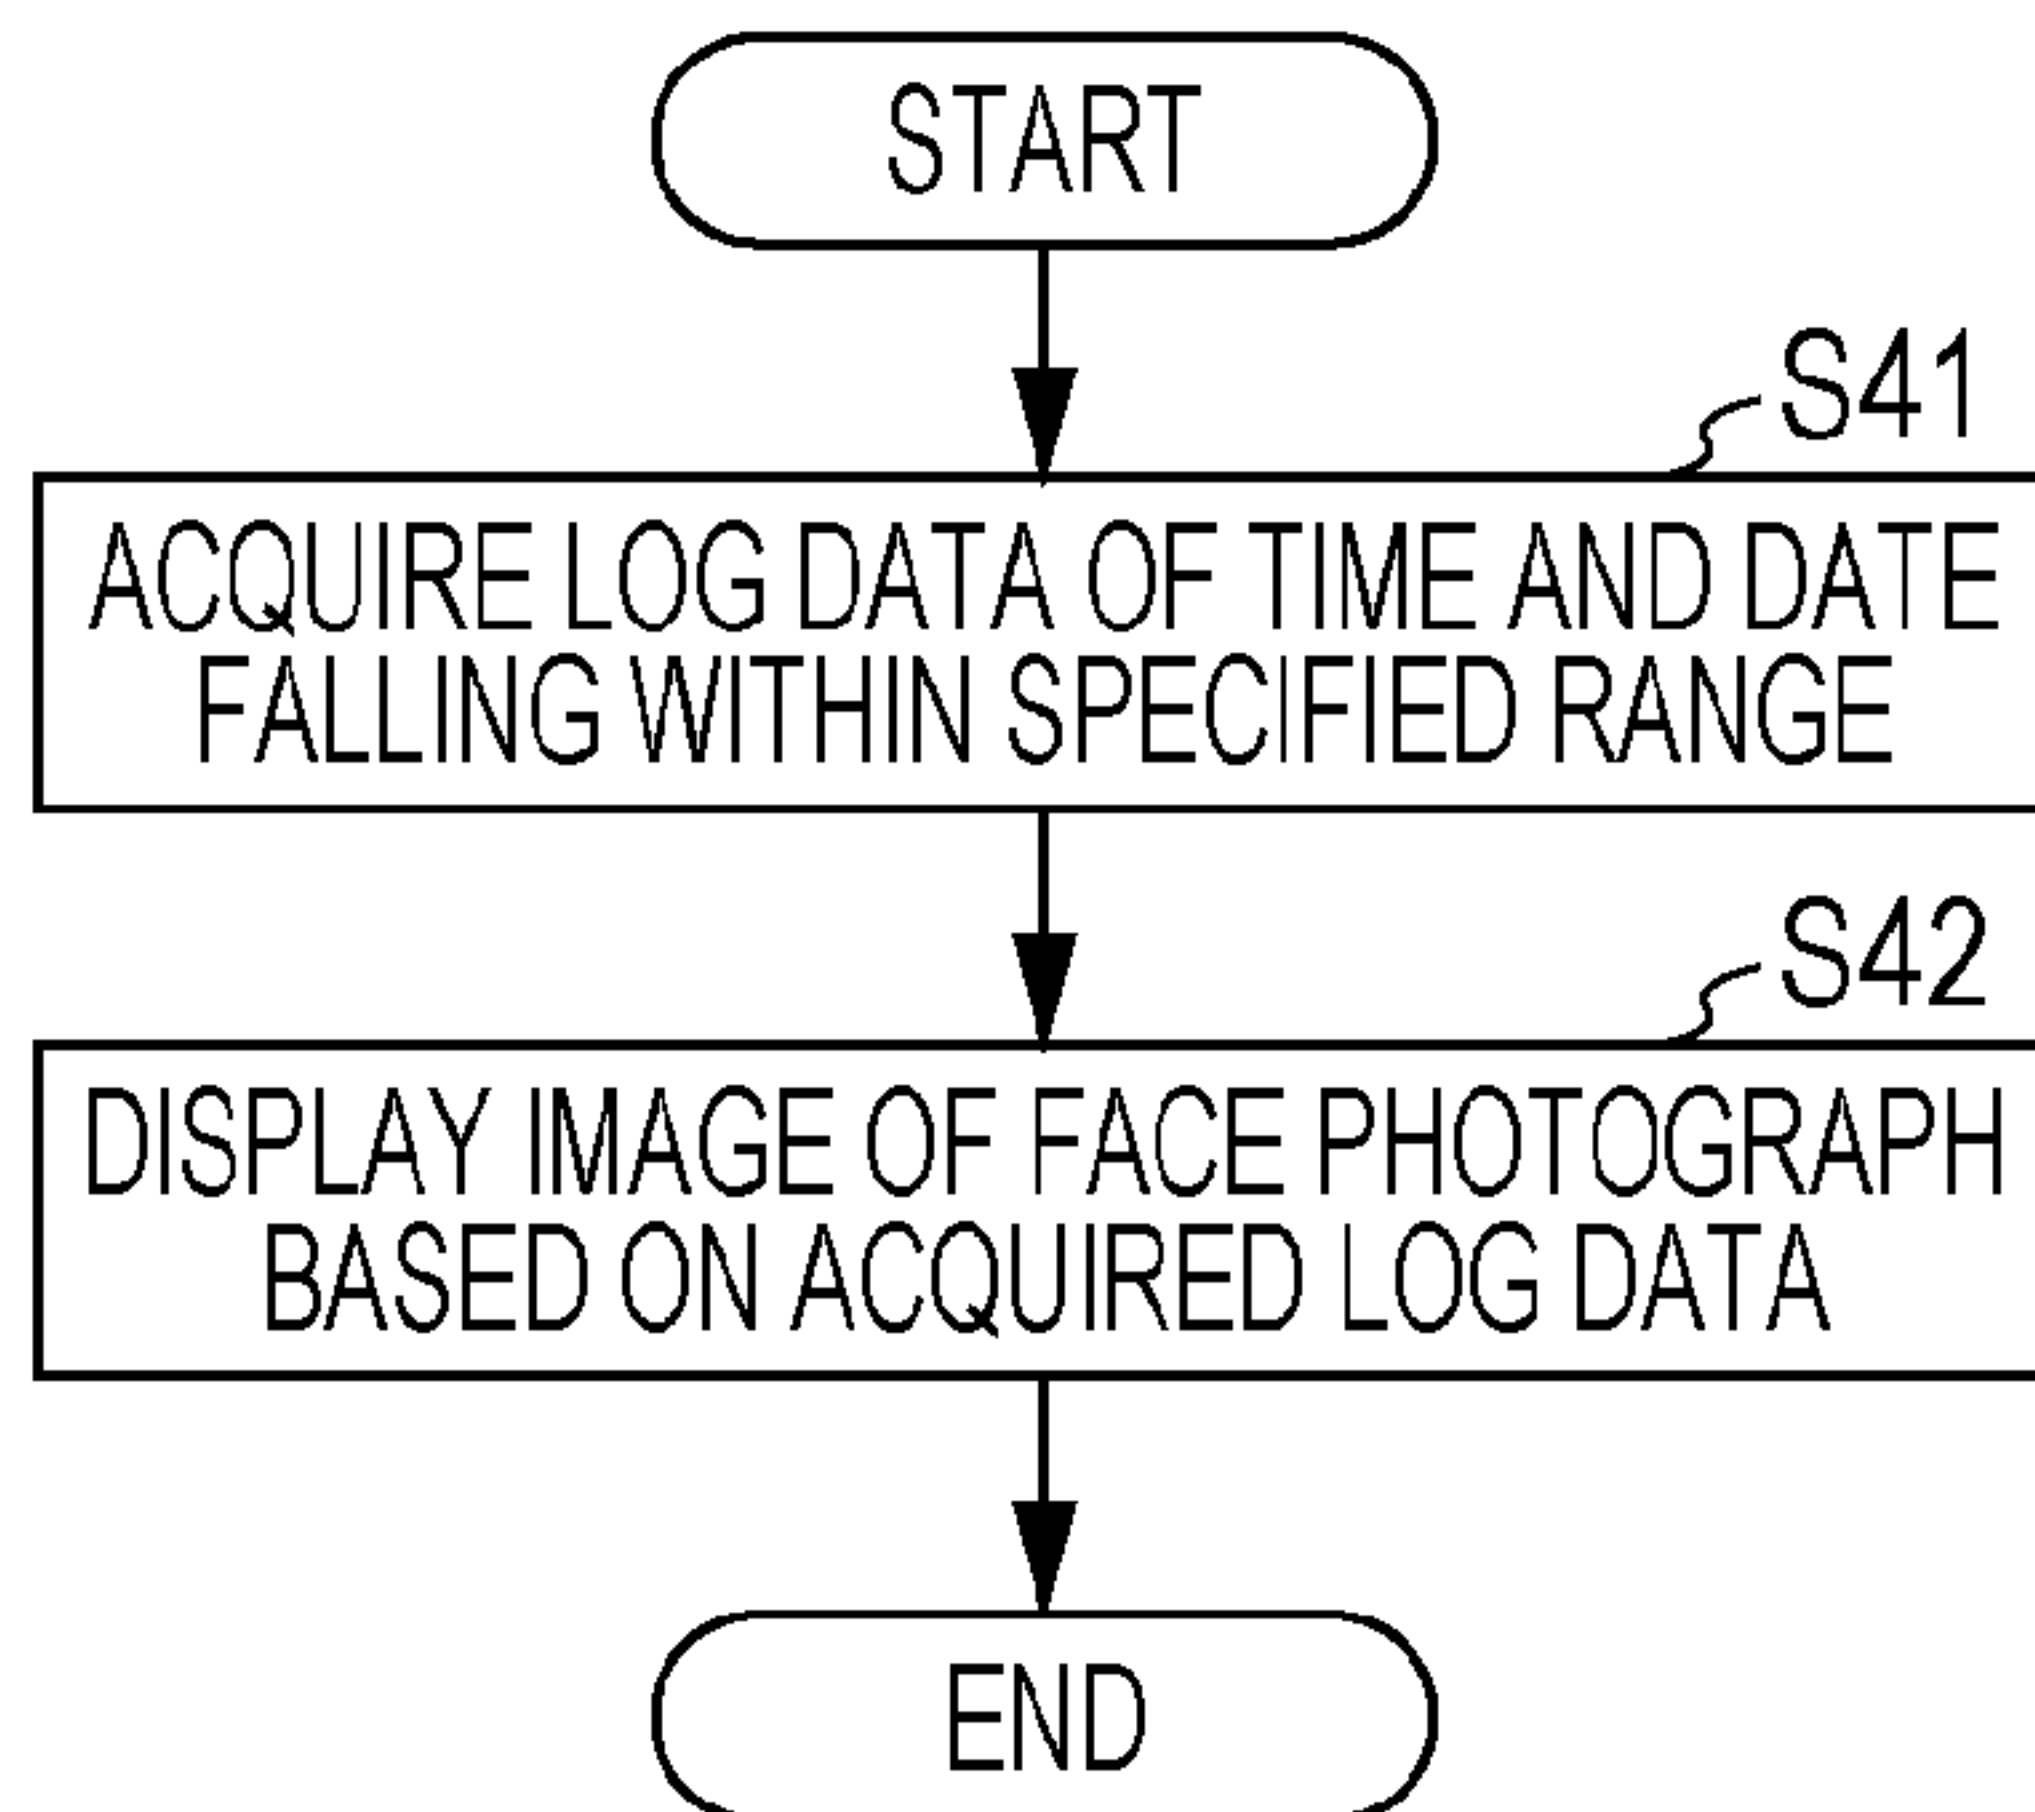 START
S41
ACQUIRE LOG DATA OF TIME AND DATE
FALLING WITHIN SPECIFIED RANGE
S42
DISPLAY IMAGE OF FACE PHOTOGRAPH
BASED ON ACQUIRED LOG DATA
END